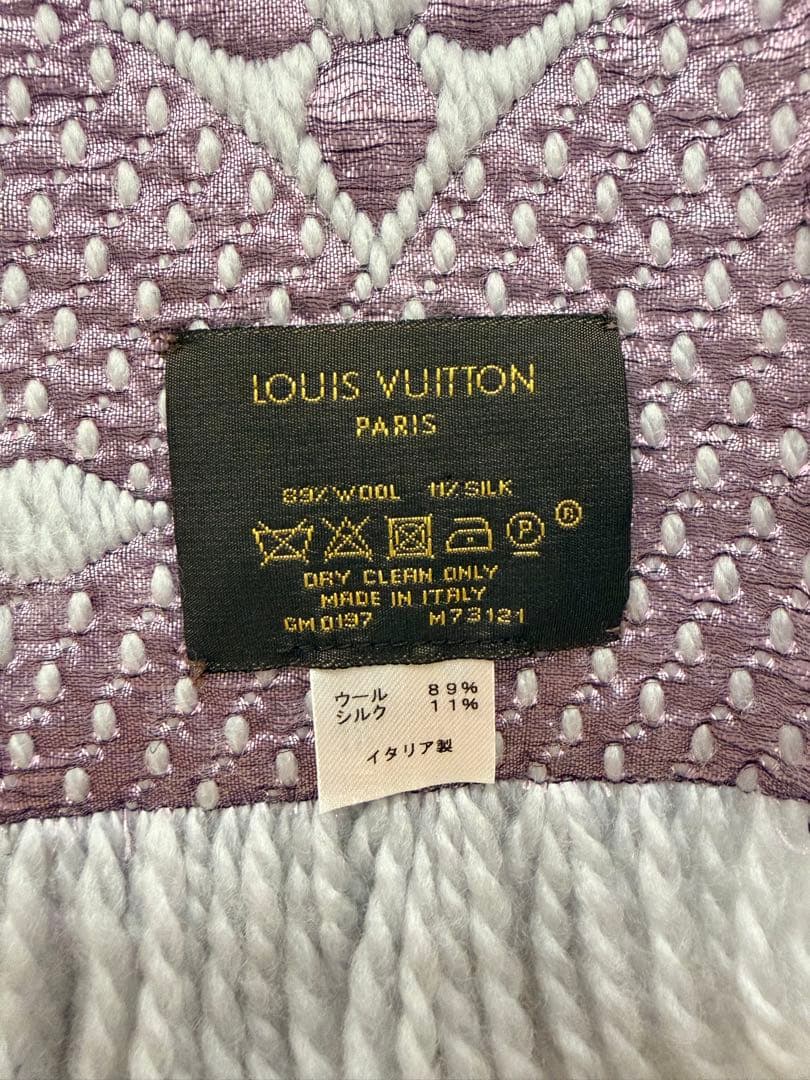 LOUIS VUITTON
PARIS
89% WOOL 11% SILK
P ®
DRY CLEAN ONLY
MADE IN ITALY
GM0197 M73121
ウール 89%
シルク 11%
イタリア製